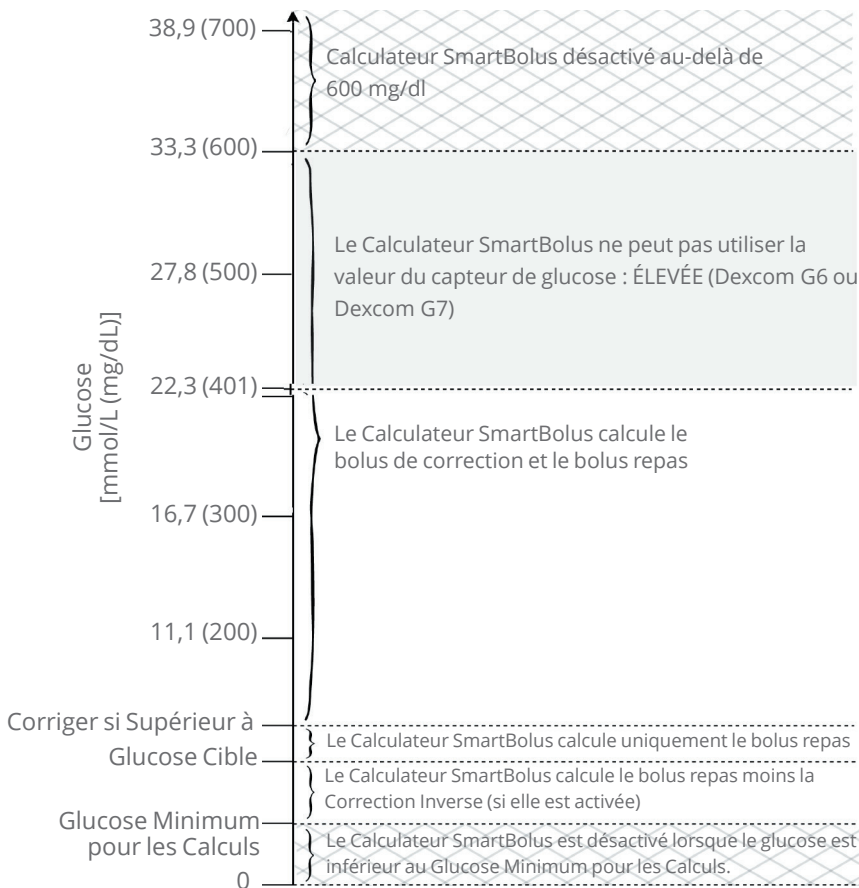 38,9 (700)
Calculateur SmartBolus désactivé au-delà de
600 mg/dl
33,3 (600)
Le Calculateur SmartBolus ne peut pas utiliser la
27,8 (500)
valeur du capteur de glucose : ÉLEVÉE (Dexcom G6 ou
Dexcom G7)
Glucose
[mmol/L (mg/dL)]
22,3 (401)
Le Calculateur SmartBolus calcule le
bolus de correction et le bolus repas
16,7 (300)
11,1 (200)
Corriger si Supérieur à
Le Calculateur SmartBolus calcule uniquement le bolus repas
Glucose Cible
Le Calculateur SmartBolus calcule le bolus repas moins la
Correction Inverse (si elle est activée)
Glucose Minimum
pour les Calculs
Le Calculateur SmartBolus est désactivé lorsque le glucose est
inférieur au Glucose Minimum pour les Calculs.
0